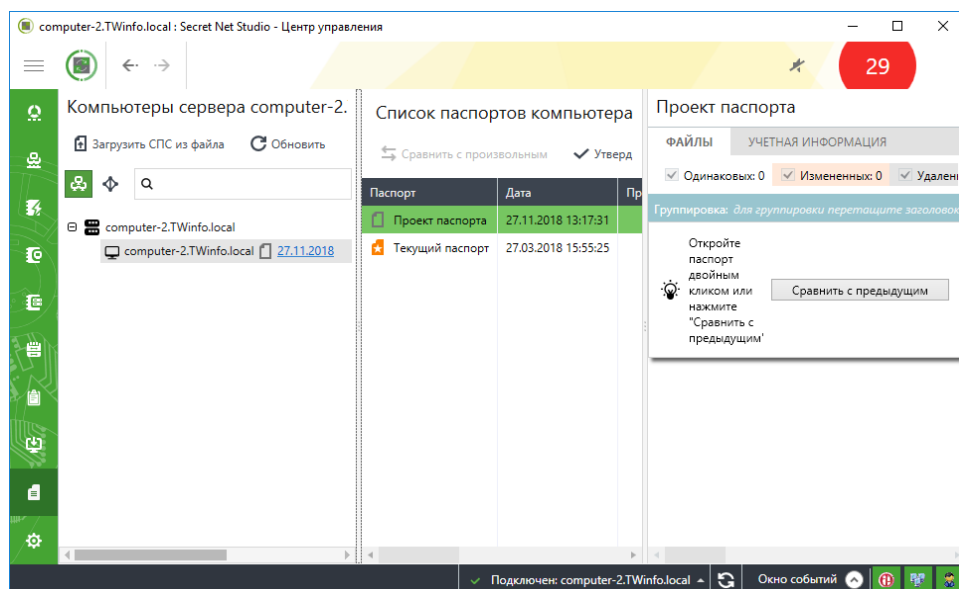 computer-2.TWinfo.local : Secret Net Studio - Центр управления
29
Компьютеры сервера computer-2.
Загрузить СПС из файла Обновить
computer-2.TWinfo.local
computer-2.TWinfo.local 27.11.2018
Список паспортов компьютера
Сравнить с произвольным Утверд
Паспорт Дата Пр
Проект паспорта 27.11.2018 13:17:31
Текущий паспорт 27.03.2018 15:55:25
Проект паспорта
ФАЙЛЫ УЧЕТНАЯ ИНФОРМАЦИЯ
Одинаковых: 0 Измененных: 0 Удален
Группировка: для группировки перетащите заголовок
Откройте
паспорт
двойным
кликом или
нажмите
"Сравнить с
предыдущим"
Сравнить с предыдущим
Подключен: computer-2.TWinfo.local Окно событий